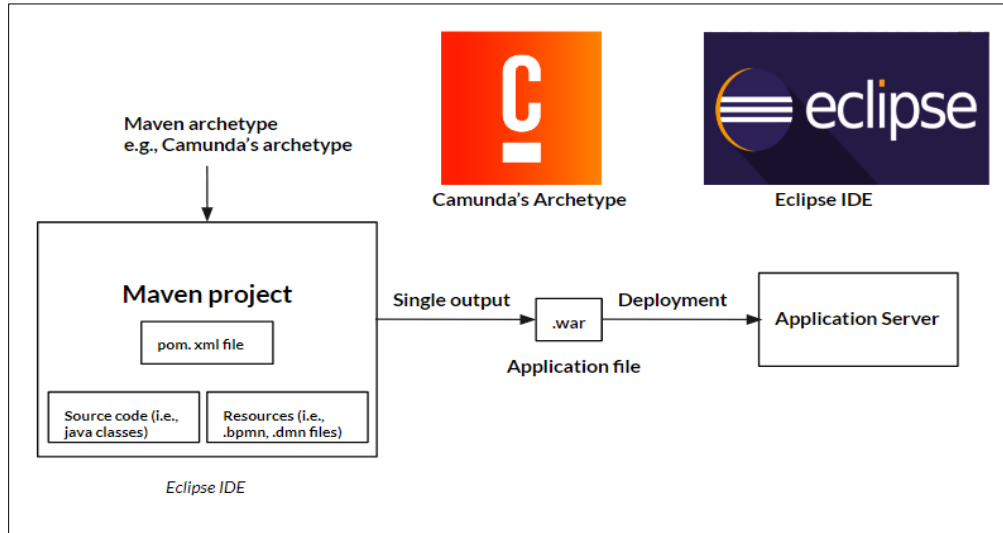 Maven archetype
e.g., Camunda's archetype
C
Camunda's Archetype
eclipse
Eclipse IDE
Maven project
pom. xml file
Source code (i.e.,
java classes)
Resources (i.e.,
.bpmn, .dmn files)
Eclipse IDE
Single output
.war
Application file
Deployment
Application Server